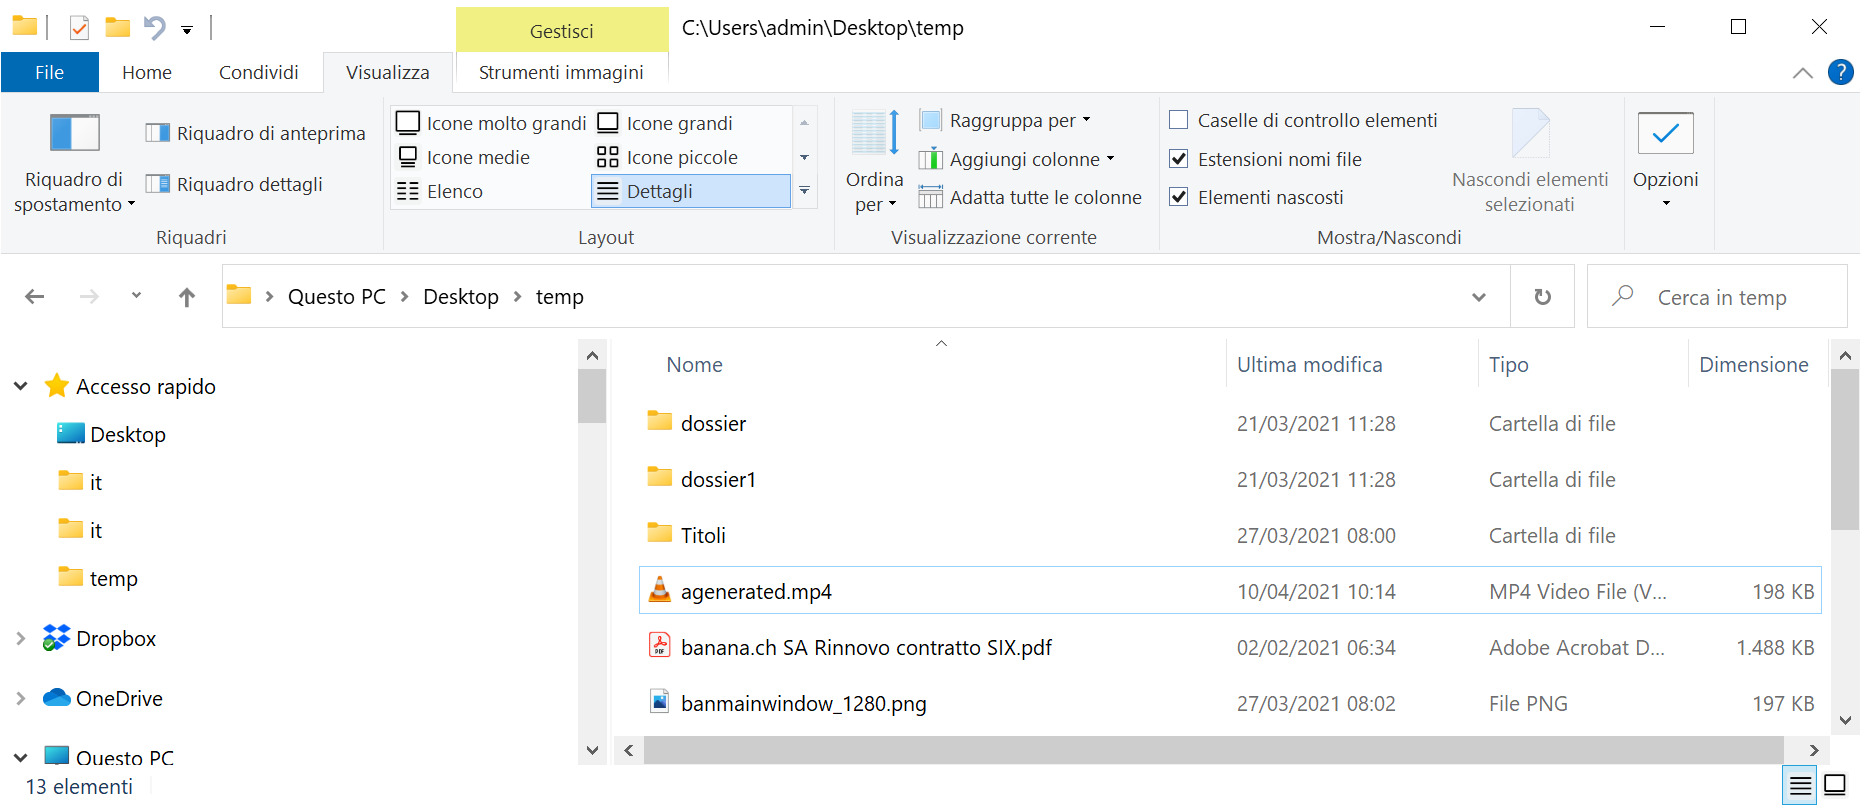 Gestisci
C:\Users\admin\Desktop\temp
File
Home
Condividi
Visualizza
Strumenti immagini
Riquadro di spostamento
Riquadro di anteprima
Riquadro dettagli
Riquadri
Icone molto grandi
Icone grandi
Icone medie
Icone piccole
Elenco
Dettagli
Layout
Ordina per
Raggruppa per
Aggiungi colonne
Adatta tutte le colonne
Visualizzazione corrente
Caselle di controllo elementi
Estensioni nomi file
Elementi nascosti
Nascondi elementi selezionati
Mostra/Nascondi
Opzioni
Questo PC
Desktop
temp
Cerca in temp
Accesso rapido
Desktop
it
it
temp
Dropbox
OneDrive
Questo PC
Nome Ultima modifica Tipo Dimensione
dossier 21/03/2021 11:28 Cartella di file
dossier1 21/03/2021 11:28 Cartella di file
Titoli 27/03/2021 08:00 Cartella di file
agenerated.mp4 10/04/2021 10:14 MP4 Video File (V... 198 KB
banana.ch SA Rinnovo contratto SIX.pdf 02/02/2021 06:34 Adobe Acrobat D... 1.488 KB
banmainwindow_1280.png 27/03/2021 08:02 File PNG 197 KB
13 elementi